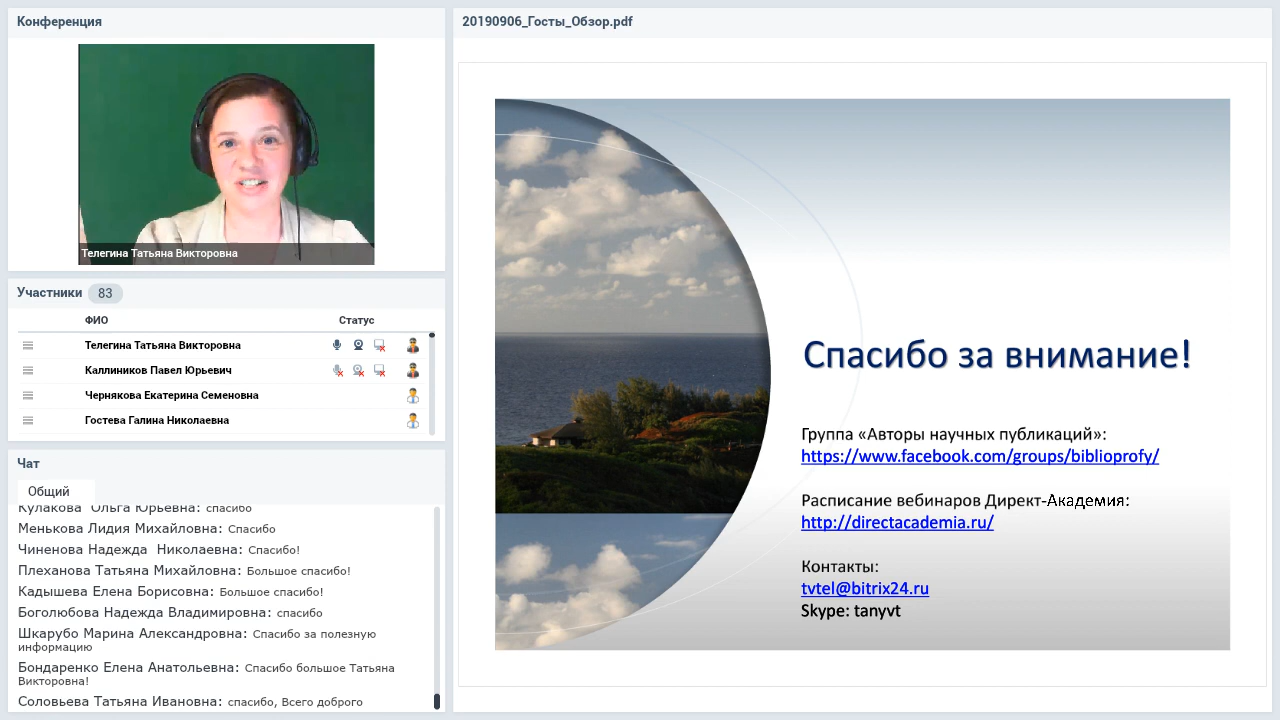 Конференция
Телегина Татьяна Викторовна
Участники 83
ФИО Статус
Телегина Татьяна Викторовна
Каллиников Павел Юрьевич
Чернякова Екатерина Семеновна
Гостева Галина Николаевна
Чат
Общий
Кулакова Ольга Юрьевна: спасибо
Менькова Лидия Михайловна: Спасибо
Чиненова Надежда Николаевна: Спасибо!
Плеханова Татьяна Михайловна: Большое спасибо!
Кадышева Елена Борисовна: Большое спасибо!
Боголюбова Надежда Владимировна: спасибо
Шкарубо Марина Александровна: Спасибо за полезную
информацию
Бондаренко Елена Анатольевна: Спасибо большое Татьяна
Викторовна!
Соловьева Татьяна Ивановна: спасибо, Всего доброго
20190906_Госты_Обзор.pdf
Спасибо за внимание!
Группа «Авторы научных публикаций»:
https://www.facebook.com/groups/biblioprofy/
Расписание вебинаров Директ-Академия:
http://directacademia.ru/
Контакты:
tvtel@bitrix24.ru
Skype: tanyvt